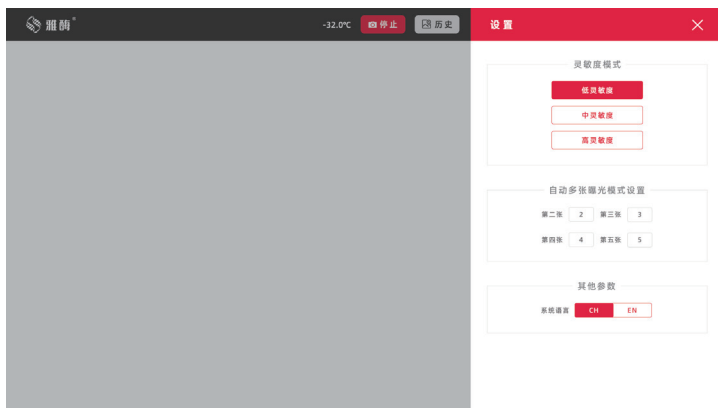 雅酶®
-32.0℃ 停止 历史
设置
灵敏度模式
低灵敏度
中灵敏度
高灵敏度
自动多张曝光模式设置
第二张 2 第三张 3
第四张 4 第五张 5
其他参数
系统语言 CH EN